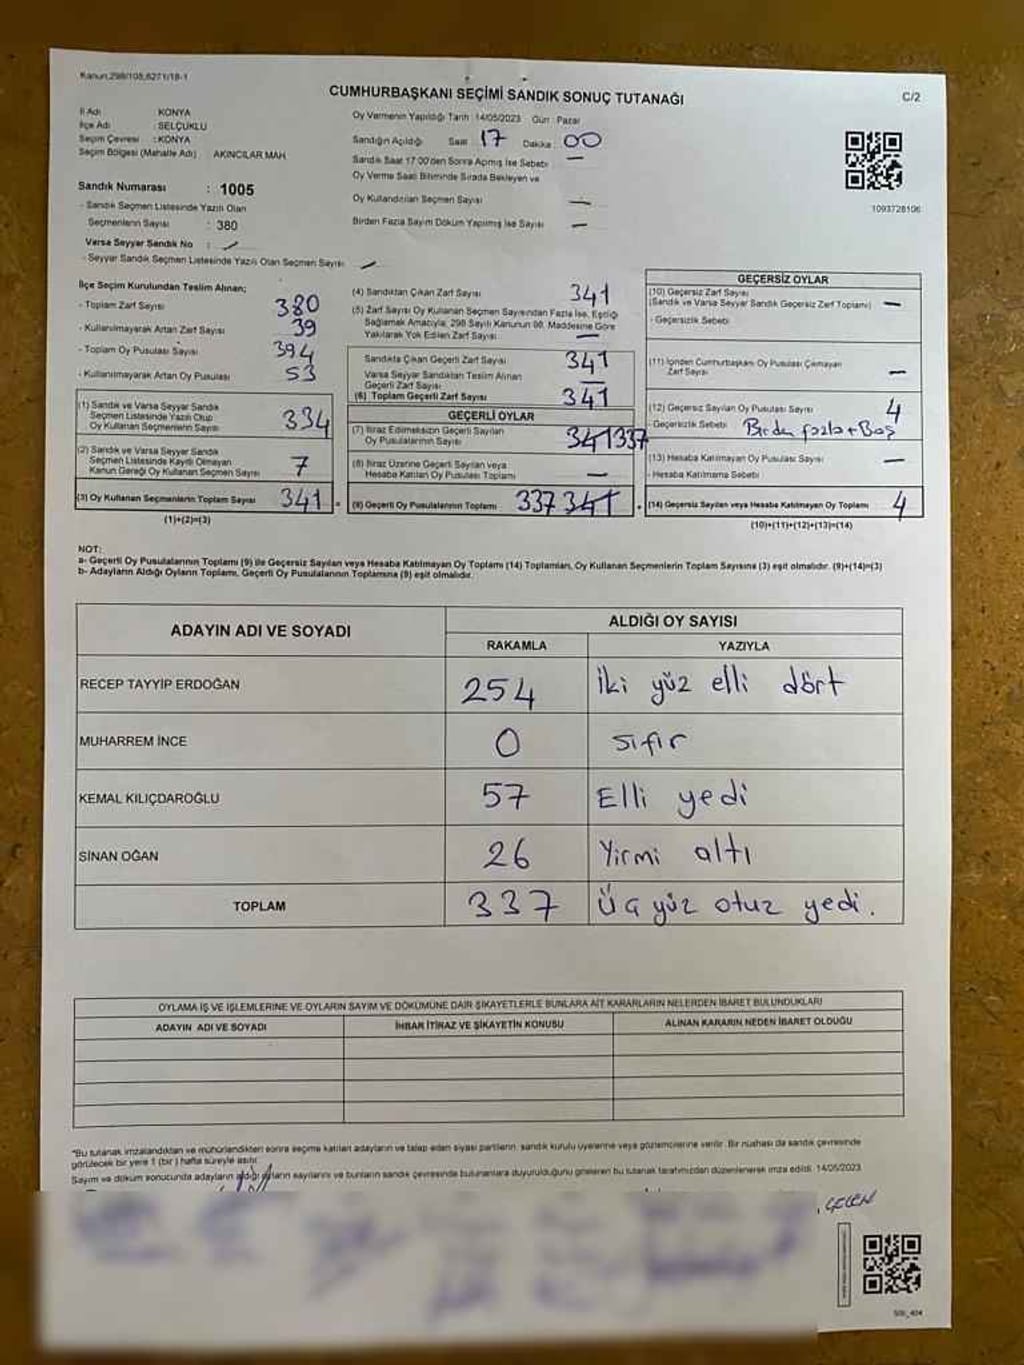 Kanun,298/105,6271/18-1
CUMHURBAŞKANI SEÇİMİ SANDIK SONUÇ TUTANAĞI
C/2
İl Adı : KONYA
İlçe Adı : SELÇUKLU
Seçim Çevresi : KONYA
Seçim Bölgesi (Mahalle Adı) AKINCILAR MAH.
Oy Vermenin Yapıldığı Tarih 14/05/2023 Gün : Pazar
Sandığın Açıldığı Saat : 17 Dakika : 00
Sandık Saat 17:00'den Sonra Açılmış İse Sebebi —
Oy Verme Saati Bitiminde Sırada Bekleyen ve
Oy Kullandırılan Seçmen Sayısı —
Birden Fazla Sayım Döküm Yapılmış İse Sayısı —
1093728106
Sandık Numarası : 1005
- Sandık Seçmen Listesinde Yazılı Olan
Seçmenlerin Sayısı : 380
Varsa Seyyar Sandık No : —
- Seyyar Sandık Seçmen Listesinde Yazılı Olan Seçmen Sayısı —
İlçe Seçim Kurulundan Teslim Alınan;
- Toplam Zarf Sayısı 380
- Kullanılmayarak Artan Zarf Sayısı 39
- Toplam Oy Pusulası Sayısı 394
- Kullanılmayarak Artan Oy Pusulası 53
(1) Sandık ve Varsa Seyyar Sandık
Seçmen Listesinde Yazılı Olup
Oy Kullanan Seçmenlerin Sayısı 334
(2) Sandık ve Varsa Seyyar Sandık
Seçmen Listesinde Kayıtlı Olmayan
Kanun Gereği Oy Kullanan Seçmen Sayısı 7
(3) Oy Kullanan Seçmenlerin Toplam Sayısı 341
(1)+(2)=(3)
(4) Sandıktan Çıkan Zarf Sayısı 341
(5) Zarf Sayısı Oy Kullanan Seçmen Sayısından Fazla İse, Eşitliği
Sağlamak Amacıyla, 298 Sayılı Kanunun 98. Maddesine Göre
Yakılarak Yok Edilen Zarf Sayısı —
Sandıkta Çıkan Geçerli Zarf Sayısı 341
Varsa Seyyar Sandıktan Teslim Alınan
Geçerli Zarf Sayısı —
(6) Toplam Geçerli Zarf Sayısı 341
GEÇERLİ OYLAR
(7) İtiraz Edilmeksizin Geçerli Sayılan
Oy Pusulalarının Sayısı 341 337
(8) İtiraz Üzerine Geçerli Sayılan veya
Hesaba Katılan Oy Pusulası Toplamı —
(9) Geçerli Oy Pusulalarının Toplamı 337 341
GEÇERSİZ OYLAR
(10) Geçersiz Zarf Sayısı
(Sandık ve Varsa Seyyar Sandık Geçersiz Zarf Toplamı) —
- Geçersizlik Sebebi
(11) İçinden Cumhurbaşkanı Oy Pusulası Çıkmayan
Zarf Sayısı —
(12) Geçersiz Sayılan Oy Pusulası Sayısı 4
- Geçersizlik Sebebi Birden fazla + Boş
(13) Hesaba Katılmayan Oy Pusulası Sayısı —
- Hesaba Katılmama Sebebi
(14) Geçersiz Sayılan veya Hesaba Katılmayan Oy Toplamı 4
(10)+(11)+(12)+(13)=(14)
NOT:
a- Geçerli Oy Pusulalarının Toplamı (9) ile Geçersiz Sayılan veya Hesaba Katılmayan Oy Toplamı (14) Toplamları, Oy Kullanan Seçmenlerin Toplam Sayısına (3) eşit olmalıdır. (9)+(14)=(3)
b- Adayların Aldığı Oyların Toplamı, Geçerli Oy Pusulalarının Toplamına (9) eşit olmalıdır.
ADAYIN ADI VE SOYADI
ALDIĞI OY SAYISI
RAKAMLA YAZIYLA
RECEP TAYYİP ERDOĞAN 254 İki yüz elli dört
MUHARREM İNCE 0 Sıfır
KEMAL KILIÇDAROĞLU 57 Elli yedi
SİNAN OĞAN 26 Yirmi altı
TOPLAM 337 Üç yüz otuz yedi.
OYLAMA İŞ VE İŞLEMLERİNE VE OYLARIN SAYIM VE DÖKÜMÜNE DAİR ŞİKAYETLERLE BUNLARA AİT KARARLARIN NELERDEN İBARET BULUNDUKLARI
ADAYIN ADI VE SOYADI İHBAR İTİRAZ VE ŞİKAYETİN KONUSU ALINAN KARARIN NEDEN İBARET OLDUĞU
*Bu tutanak imzalandıktan ve mühürlendikten sonra seçime katılan adayların ve talep eden siyasi partilerin, sandık kurulu üyelerine veya gözlemcilerine verilir. Bir nüshası da sandık çevresinde
görülecek bir yere 1 (bir) hafta süreyle asılır.
Sayım ve döküm sonucunda adayların aldığı oyların sayılarını ve bunların sandık çevresinde bulunanlara duyurulduğunu gösteren bu tutanak tarafımızdan düzenlenerek imza edildi. 14/05/2023